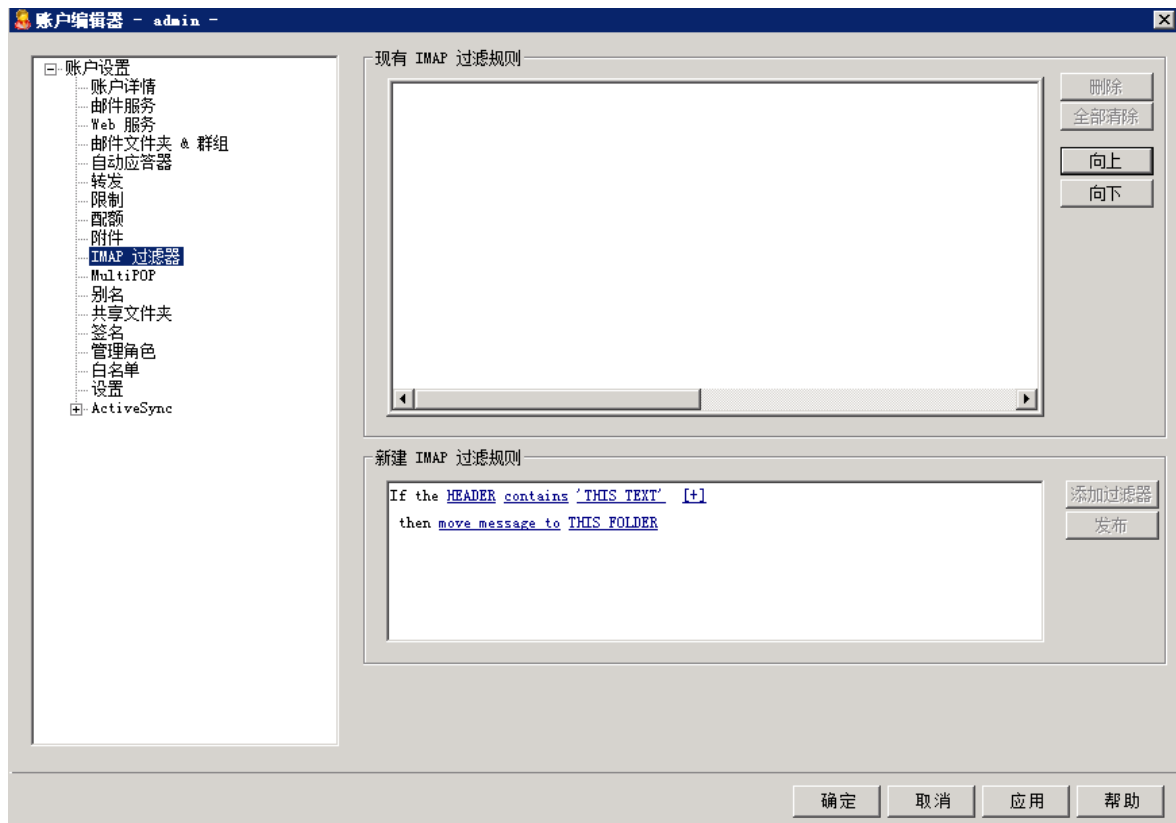 账户编辑器 - admin -
账户设置
账户详情
邮件服务
Web 服务
邮件文件夹 & 群组
自动应答器
转发
限制
配额
附件
IMAP 过滤器
MultiPOP
别名
共享文件夹
签名
管理角色
白名单
设置
ActiveSync
现有 IMAP 过滤规则
删除
全部清除
向上
向下
新建 IMAP 过滤规则
If the HEADER contains 'THIS TEXT' [+]
then move message to THIS FOLDER
添加过滤器
发布
确定
取消
应用
帮助